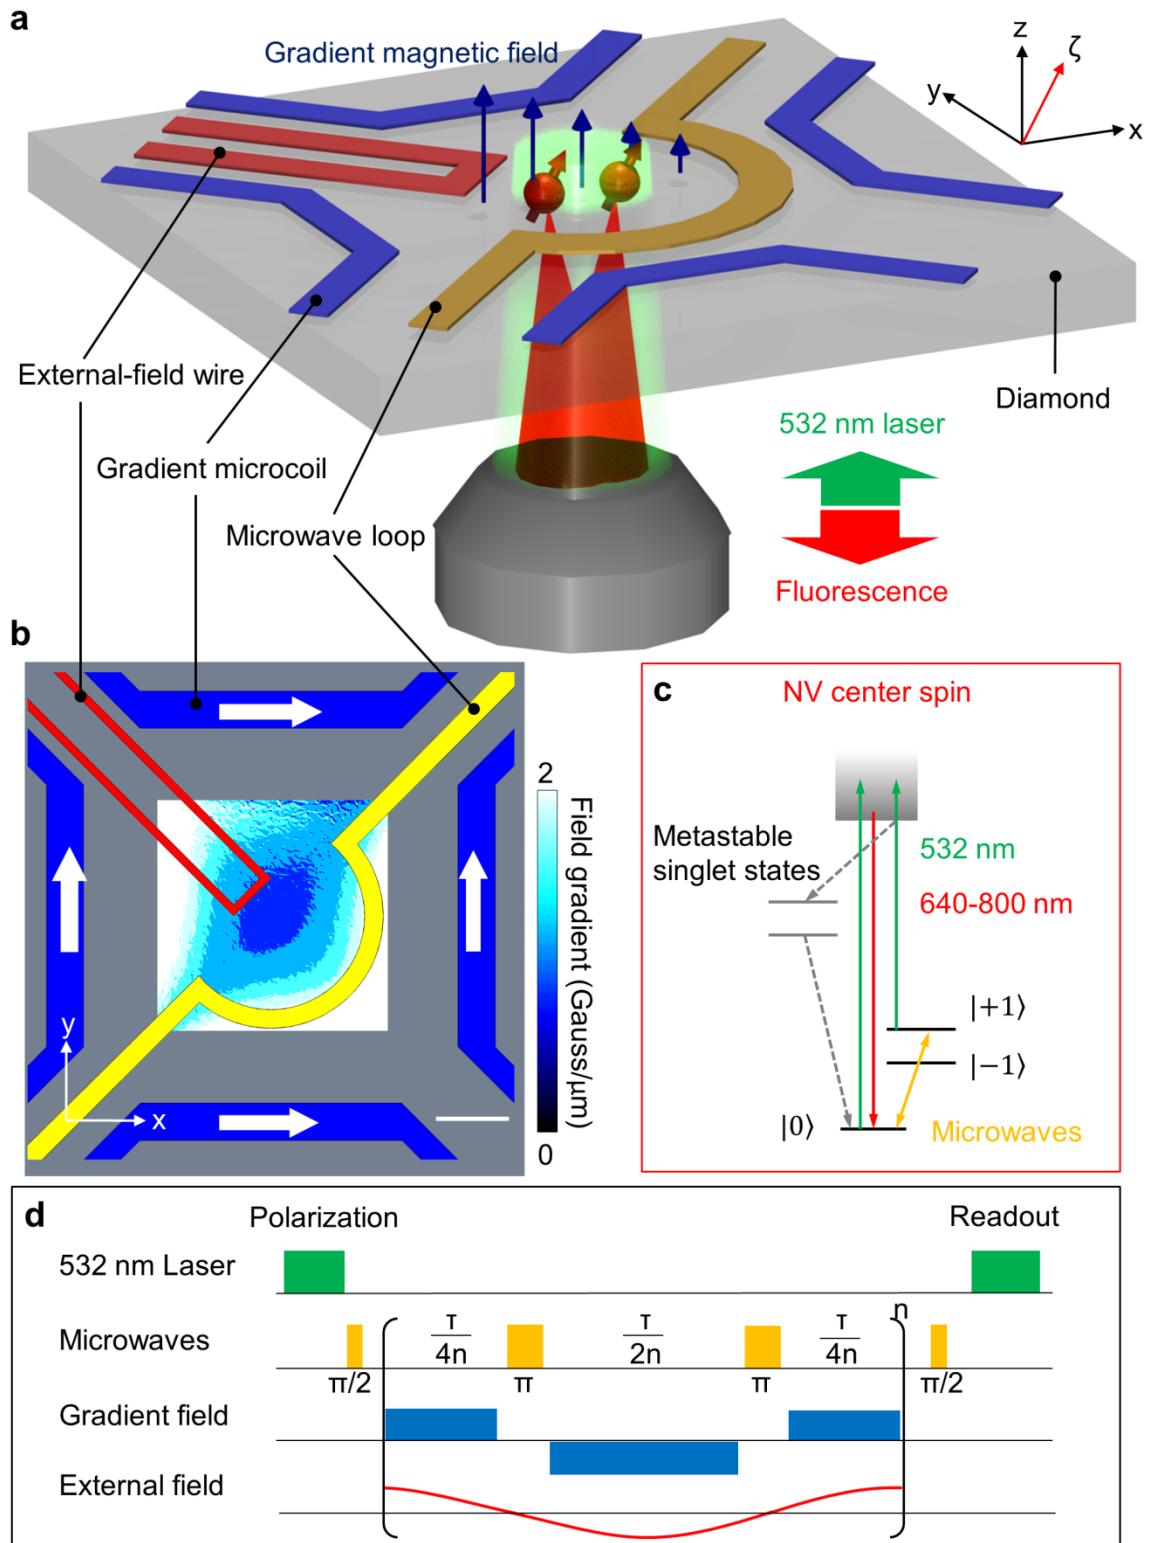 a
Gradient magnetic field
z
ζ
y
x
External-field wire
Gradient microcoil
Microwave loop
Diamond
532 nm laser
Fluorescence
b
2
Field gradient (Gauss/μm)
0
y
x
c
NV center spin
Metastable
singlet states
532 nm
640-800 nm
|+1⟩
|−1⟩
|0⟩
Microwaves
d
Polarization
Readout
532 nm Laser
n
Microwaves
τ/4n
τ/2n
τ/4n
π/2
π
π
π/2
Gradient field
External field